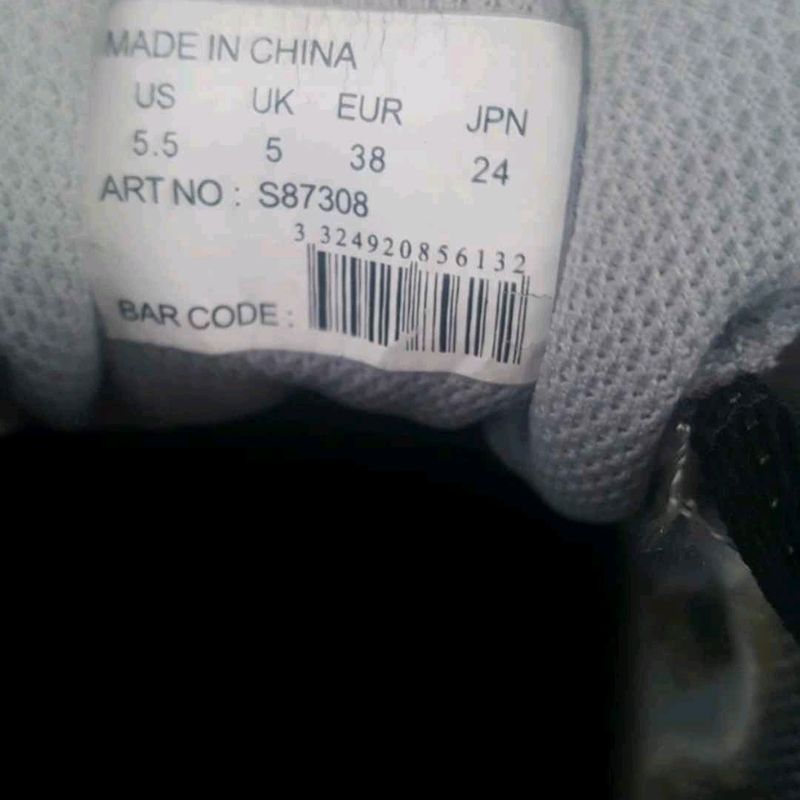 MADE IN CHINA
US UK EUR JPN
5.5 5 38 24
ART NO : S87308
3 324920856132
BAR CODE :